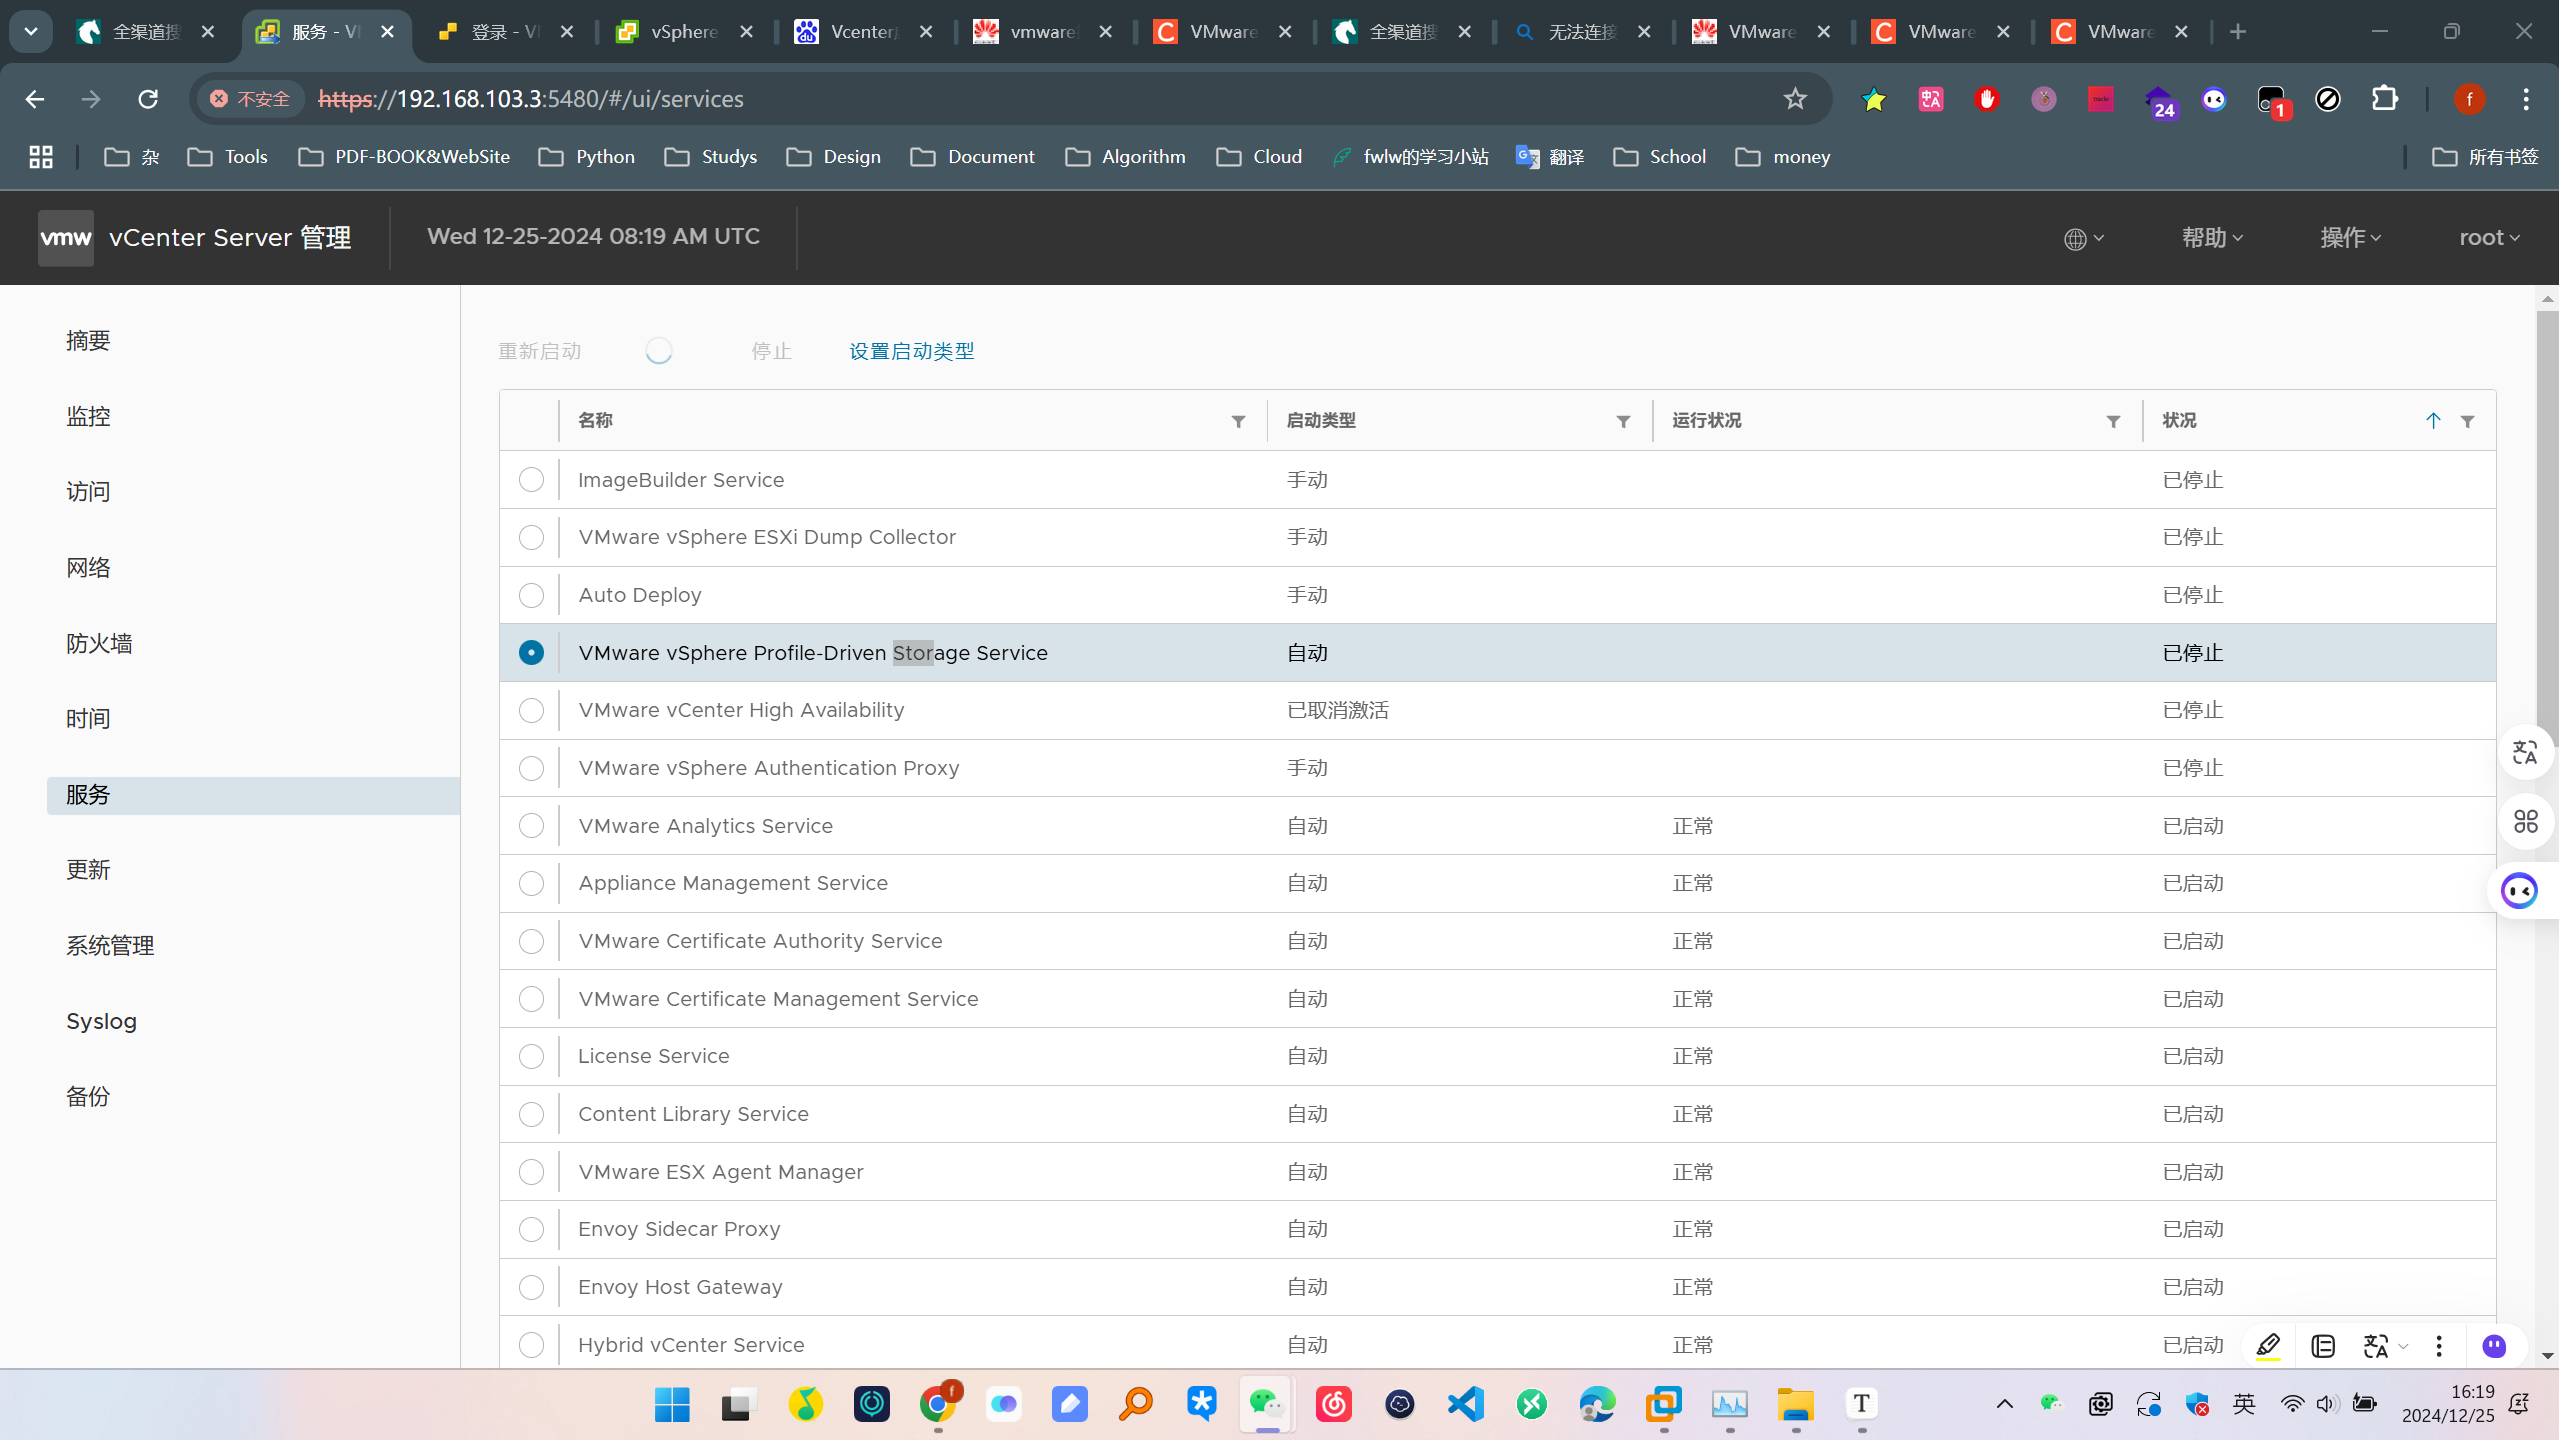 全渠道搜
服务 - VM
登录 - VM
vSphere
Vcenter
vmware
VMware
全渠道搜
无法连接
VMware
VMware
VMware
不安全
https://192.168.103.3:5480/#/ui/services
24
1
f
杂
Tools
PDF-BOOK&WebSite
Python
Studys
Design
Document
Algorithm
Cloud
fwlw的学习小站
翻译
School
money
所有书签
vmw
vCenter Server 管理
Wed 12-25-2024 08:19 AM UTC
帮助
操作
root
摘要
监控
访问
网络
防火墙
时间
服务
更新
系统管理
Syslog
备份
重新启动
停止
设置启动类型
名称 启动类型 运行状况 状况
ImageBuilder Service 手动 已停止
VMware vSphere ESXi Dump Collector 手动 已停止
Auto Deploy 手动 已停止
VMware vSphere Profile-Driven Storage Service 自动 已停止
VMware vCenter High Availability 已取消激活 已停止
VMware vSphere Authentication Proxy 手动 已停止
VMware Analytics Service 自动 正常 已启动
Appliance Management Service 自动 正常 已启动
VMware Certificate Authority Service 自动 正常 已启动
VMware Certificate Management Service 自动 正常 已启动
License Service 自动 正常 已启动
Content Library Service 自动 正常 已启动
VMware ESX Agent Manager 自动 正常 已启动
Envoy Sidecar Proxy 自动 正常 已启动
Envoy Host Gateway 自动 正常 已启动
Hybrid vCenter Service 自动 正常 已启动
英
16:19
2024/12/25